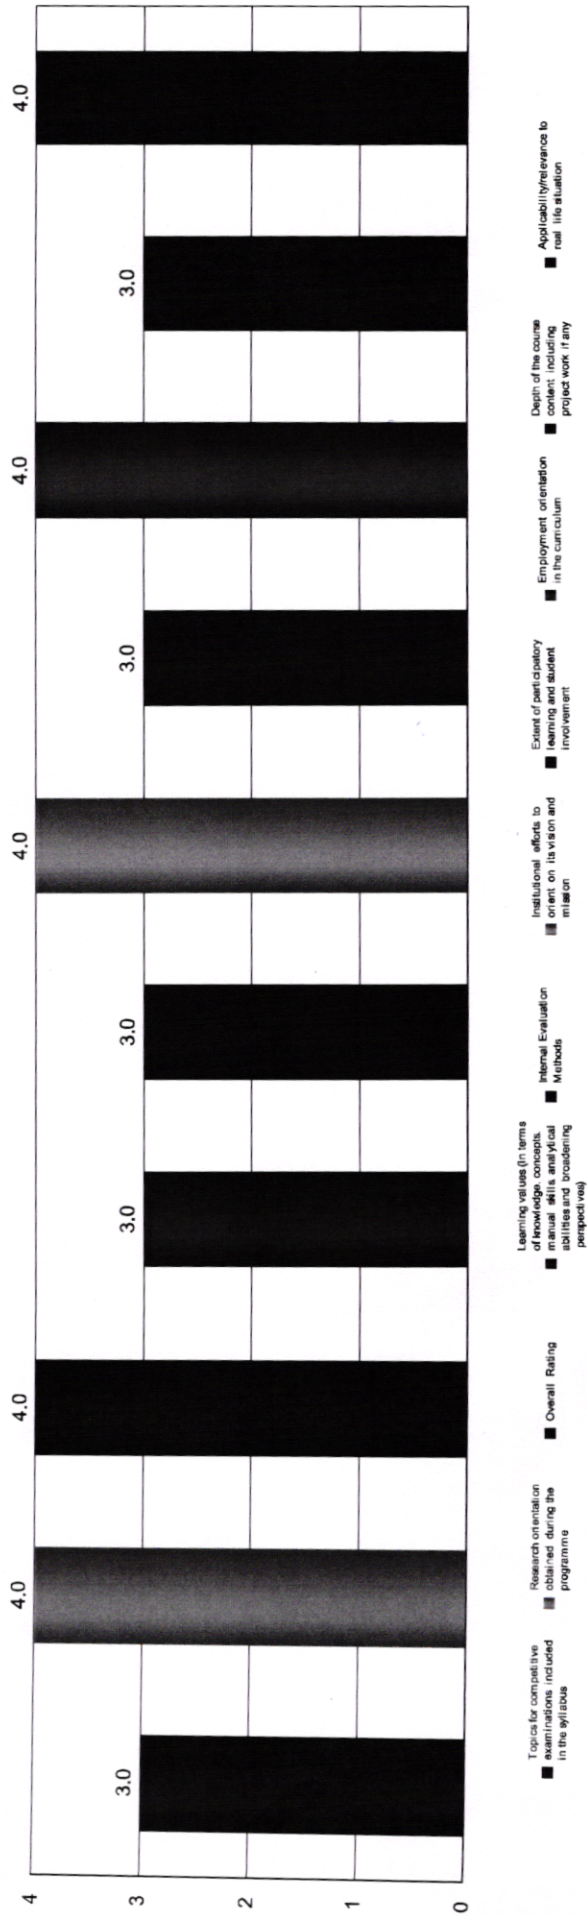 4.0
4.0
3.0
4.0
3.0
4.0
3.0
3.0
4.0
4.0
3.0
4
3
2
1
0
Topics for competitive
examinations included
in the syllabus
Research orientation
obtained during the
programme
Overall Rating
Learning values (in terms
of knowledge, concepts,
manual skills, analytical
abilities and broadening
perspectives)
Internal Evaluation
Methods
Institutional efforts to
orient on its vision and
mission
Extent of participatory
learning and student
involvement
Employment orientation
in the curriculum
Depth of the course
content including
project work if any
Applicability/relevance to
real life situation